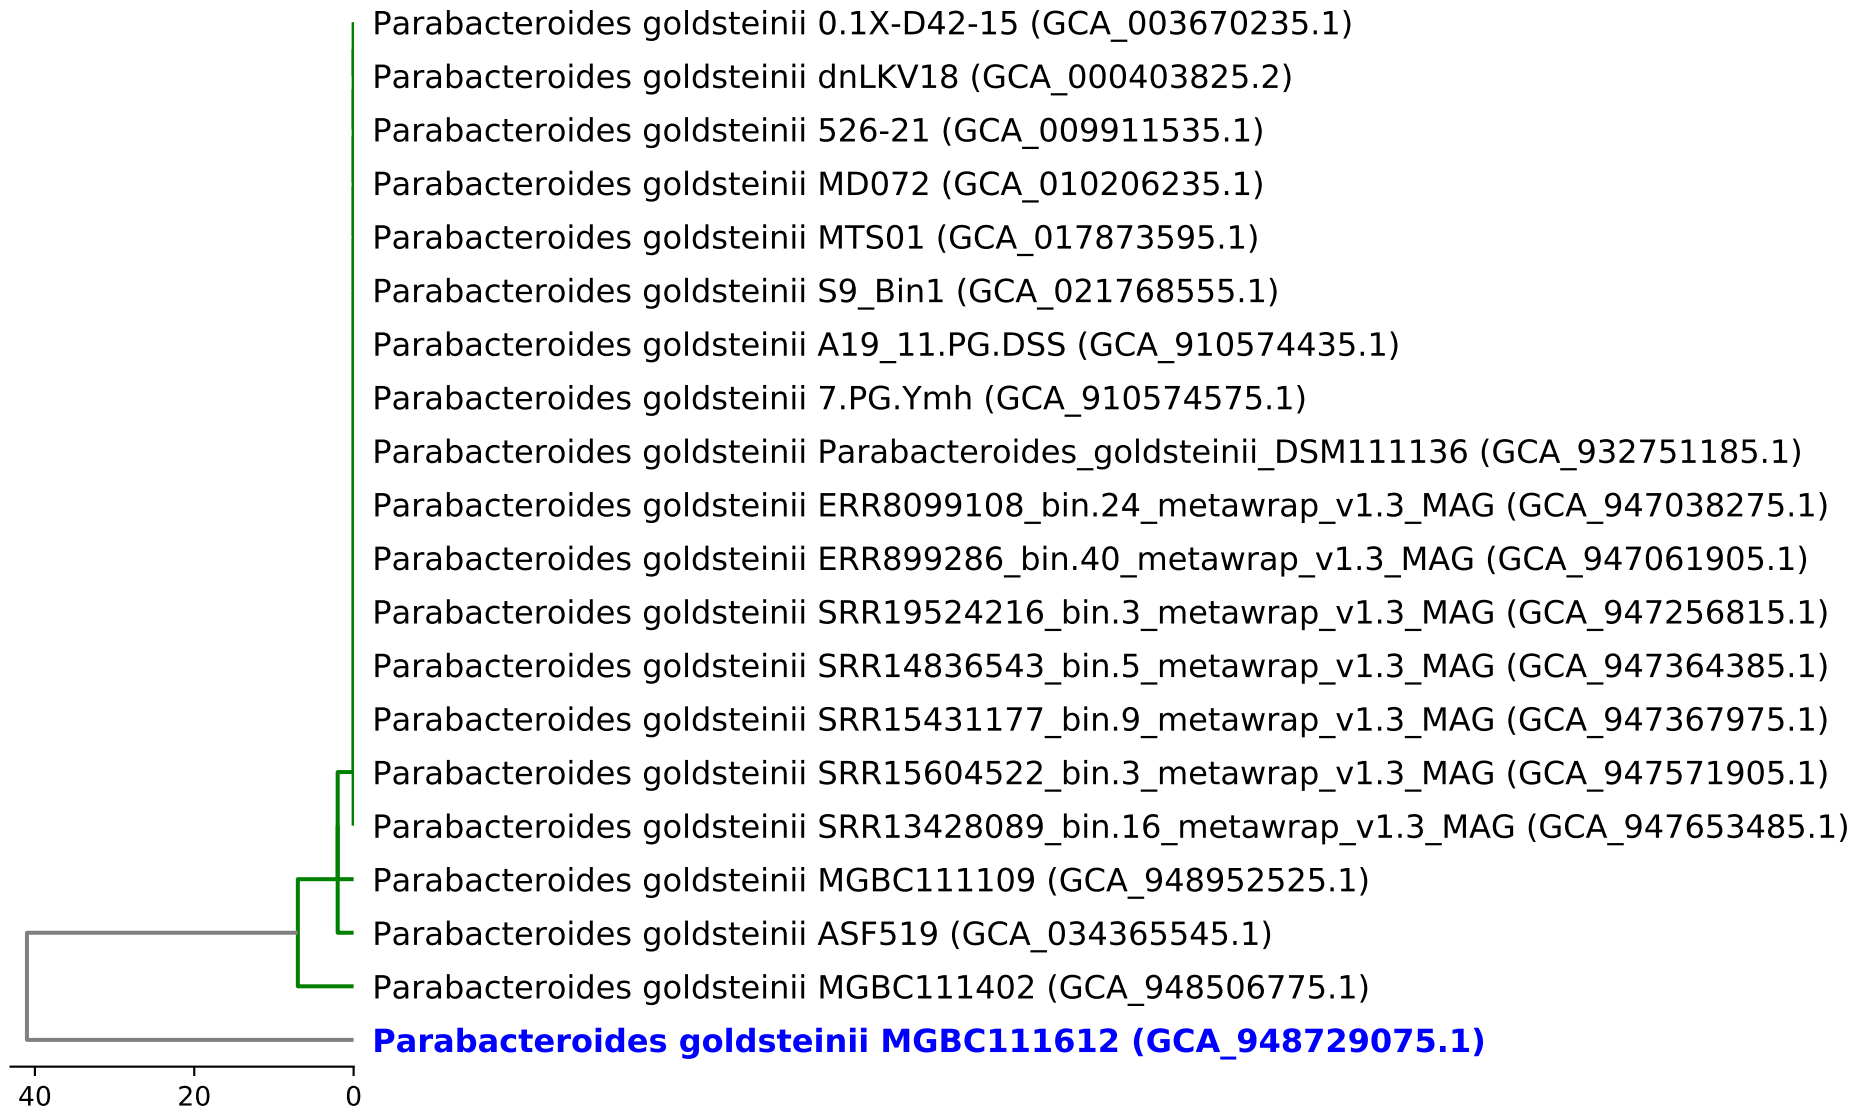 Parabacteroides goldsteinii 0.1X-D42-15 (GCA_003670235.1)
Parabacteroides goldsteinii dnLKV18 (GCA_000403825.2)
Parabacteroides goldsteinii 526-21 (GCA_009911535.1)
Parabacteroides goldsteinii MD072 (GCA_010206235.1)
Parabacteroides goldsteinii MTS01 (GCA_017873595.1)
Parabacteroides goldsteinii S9_Bin1 (GCA_021768555.1)
Parabacteroides goldsteinii A19_11.PG.DSS (GCA_910574435.1)
Parabacteroides goldsteinii 7.PG.Ymh (GCA_910574575.1)
Parabacteroides goldsteinii Parabacteroides_goldsteinii_DSM111136 (GCA_932751185.1)
Parabacteroides goldsteinii ERR8099108_bin.24_metawrap_v1.3_MAG (GCA_947038275.1)
Parabacteroides goldsteinii ERR899286_bin.40_metawrap_v1.3_MAG (GCA_947061905.1)
Parabacteroides goldsteinii SRR19524216_bin.3_metawrap_v1.3_MAG (GCA_947256815.1)
Parabacteroides goldsteinii SRR14836543_bin.5_metawrap_v1.3_MAG (GCA_947364385.1)
Parabacteroides goldsteinii SRR15431177_bin.9_metawrap_v1.3_MAG (GCA_947367975.1)
Parabacteroides goldsteinii SRR15604522_bin.3_metawrap_v1.3_MAG (GCA_947571905.1)
Parabacteroides goldsteinii SRR13428089_bin.16_metawrap_v1.3_MAG (GCA_947653485.1)
Parabacteroides goldsteinii MGBC111109 (GCA_948952525.1)
Parabacteroides goldsteinii ASF519 (GCA_034365545.1)
Parabacteroides goldsteinii MGBC111402 (GCA_948506775.1)
Parabacteroides goldsteinii MGBC111612 (GCA_948729075.1)
40 20 0